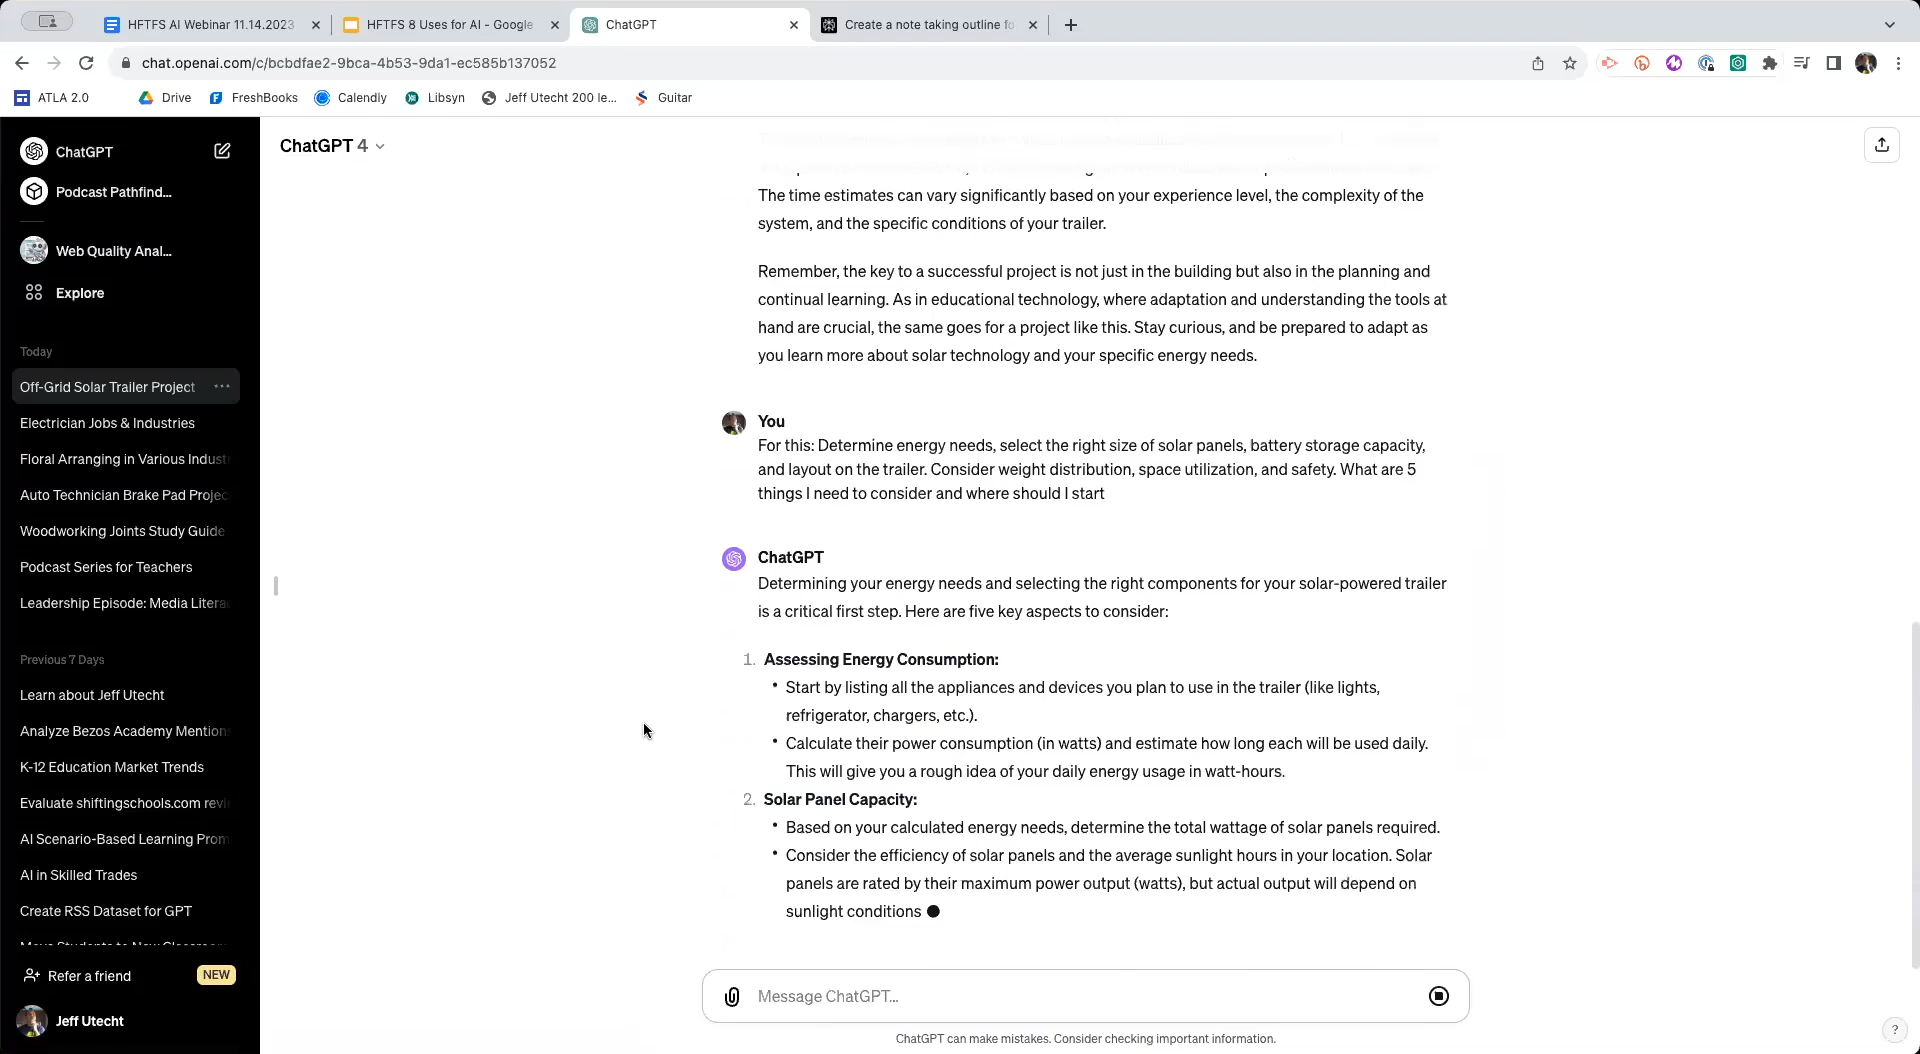 HFTFS AI Webinar 11.14.2023
HFTFS 8 Uses for AI - Google
ChatGPT
Create a note taking outline fo
chat.openai.com/c/bcbdfae2-9bca-4b53-9da1-ec585b137052
ATLA 2.0
Drive
FreshBooks
Calendly
Libsyn
Jeff Utecht 200 le...
Guitar
ChatGPT
Podcast Pathfind...
Web Quality Anal...
Explore
Today
Off-Grid Solar Trailer Project
Electrician Jobs & Industries
Floral Arranging in Various Indust
Auto Technician Brake Pad Projec
Woodworking Joints Study Guide
Podcast Series for Teachers
Leadership Episode: Media Litera
Previous 7 Days
Learn about Jeff Utecht
Analyze Bezos Academy Mention
K-12 Education Market Trends
Evaluate shiftingschools.com revi
AI Scenario-Based Learning Prom
AI in Skilled Trades
Create RSS Dataset for GPT
Refer a friend
NEW
Jeff Utecht
ChatGPT 4
The time estimates can vary significantly based on your experience level, the complexity of the
system, and the specific conditions of your trailer.
Remember, the key to a successful project is not just in the building but also in the planning and
continual learning. As in educational technology, where adaptation and understanding the tools at
hand are crucial, the same goes for a project like this. Stay curious, and be prepared to adapt as
you learn more about solar technology and your specific energy needs.
You
For this: Determine energy needs, select the right size of solar panels, battery storage capacity,
and layout on the trailer. Consider weight distribution, space utilization, and safety. What are 5
things I need to consider and where should I start
ChatGPT
Determining your energy needs and selecting the right components for your solar-powered trailer
is a critical first step. Here are five key aspects to consider:
1. Assessing Energy Consumption:
• Start by listing all the appliances and devices you plan to use in the trailer (like lights,
refrigerator, chargers, etc.).
• Calculate their power consumption (in watts) and estimate how long each will be used daily.
This will give you a rough idea of your daily energy usage in watt-hours.
2. Solar Panel Capacity:
• Based on your calculated energy needs, determine the total wattage of solar panels required.
• Consider the efficiency of solar panels and the average sunlight hours in your location. Solar
panels are rated by their maximum power output (watts), but actual output will depend on
sunlight conditions
Message ChatGPT...
ChatGPT can make mistakes. Consider checking important information.
?